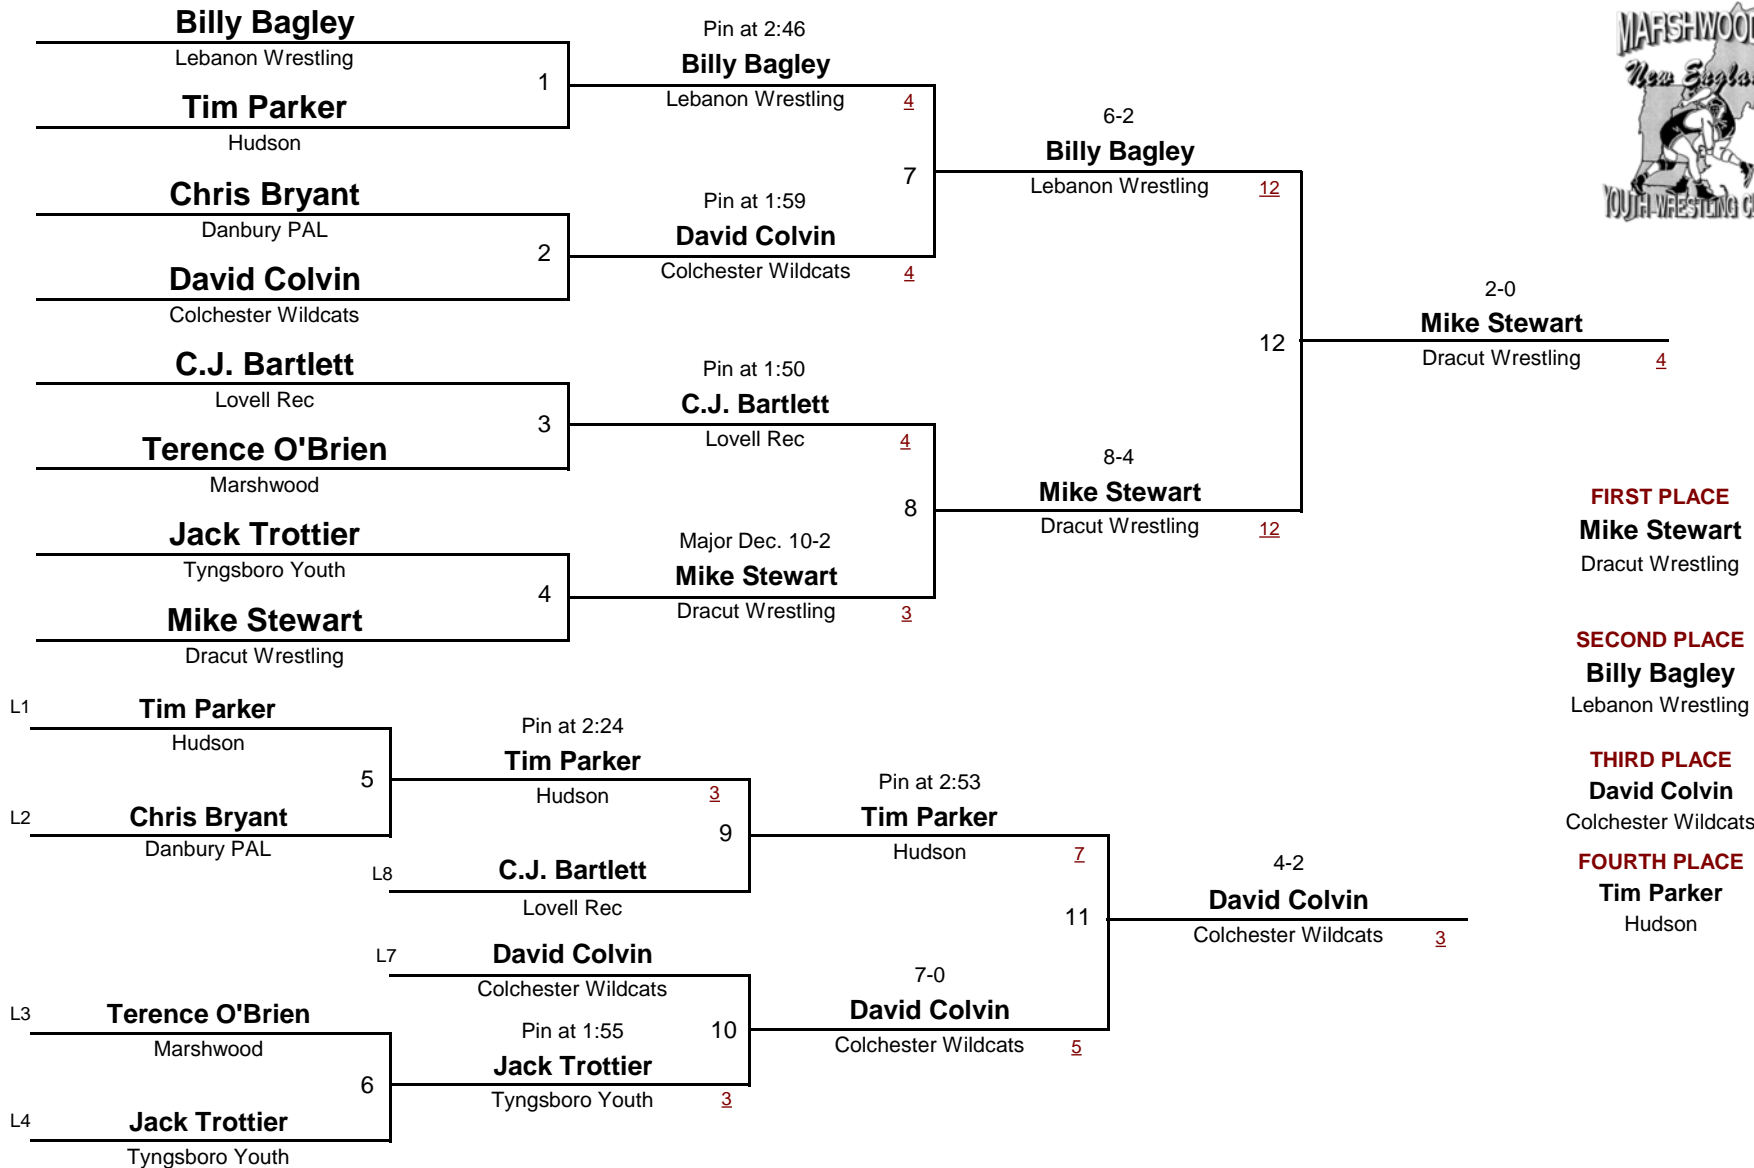 Billy Bagley
Lebanon Wrestling
1
Tim Parker
Hudson
Chris Bryant
Danbury PAL
2
David Colvin
Colchester Wildcats
C.J. Bartlett
Lovell Rec
3
Terence O'Brien
Marshwood
Jack Trottier
Tyngsboro Youth
4
Mike Stewart
Dracut Wrestling
Pin at 2:46
Billy Bagley
Lebanon Wrestling 4
7
Pin at 1:59
David Colvin
Colchester Wildcats 4
Pin at 1:50
C.J. Bartlett
Lovell Rec 4
8
Major Dec. 10-2
Mike Stewart
Dracut Wrestling 3
6-2
Billy Bagley
Lebanon Wrestling 12
12
8-4
Mike Stewart
Dracut Wrestling 12
2-0
Mike Stewart
Dracut Wrestling 4
MARSHWOOD
New England
YOUTH WRESTLING
FIRST PLACE
Mike Stewart
Dracut Wrestling
SECOND PLACE
Billy Bagley
Lebanon Wrestling
THIRD PLACE
David Colvin
Colchester Wildcats
FOURTH PLACE
Tim Parker
Hudson
L1 Tim Parker
Hudson
5
L2 Chris Bryant
Danbury PAL
Pin at 2:24
Tim Parker
Hudson 3
9
L8 C.J. Bartlett
Lovell Rec
L7 David Colvin
Colchester Wildcats
10
Pin at 1:55
Jack Trottier
Tyngsboro Youth 3
L3 Terence O'Brien
Marshwood
6
L4 Jack Trottier
Tyngsboro Youth
Pin at 2:53
Tim Parker
Hudson 7
11
7-0
David Colvin
Colchester Wildcats 5
4-2
David Colvin
Colchester Wildcats 3